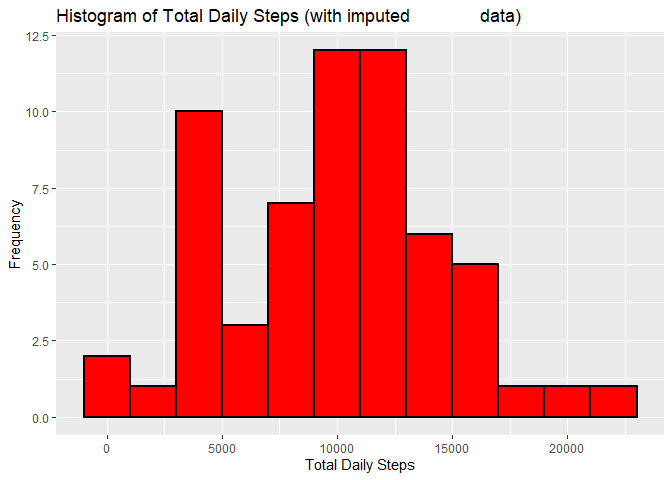 Histogram of Total Daily Steps (with imputed data)
12.5
10.0
7.5
5.0
2.5
0.0
Frequency
0 5000 10000 15000 20000
Total Daily Steps